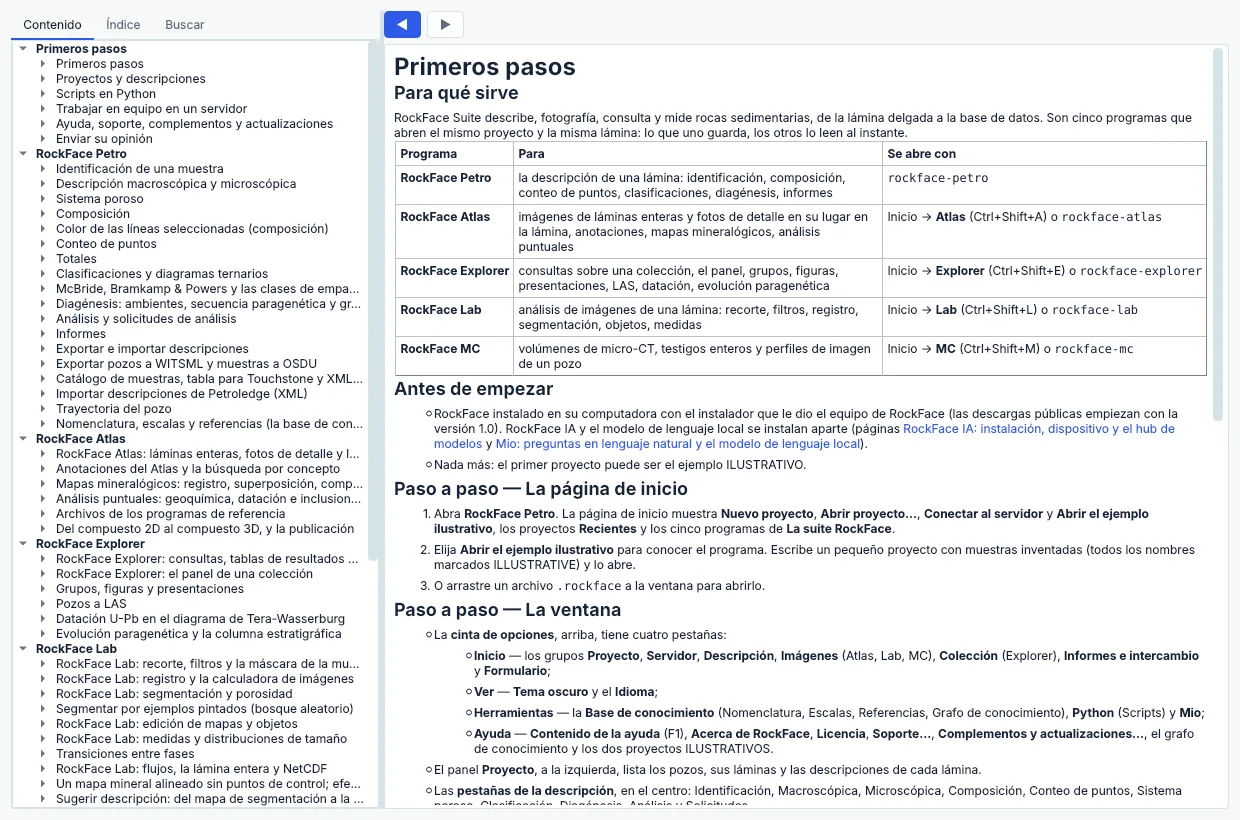 Contenido
Índice
Buscar
Primeros pasos
Primeros pasos
Proyectos y descripciones
Scripts en Python
Trabajar en equipo en un servidor
Ayuda, soporte, complementos y actualizaciones
Enviar su opinión
RockFace Petro
Identificación de una muestra
Descripción macroscópica y microscópica
Sistema poroso
Composición
Color de las líneas seleccionadas (composición)
Conteo de puntos
Totales
Clasificaciones y diagramas ternarios
McBride, Bramkamp & Powers y las clases de empa...
Diagénesis: ambientes, secuencia paragenética y gr...
Análisis y solicitudes de análisis
Informes
Exportar e importar descripciones
Exportar pozos a WITSML y muestras a OSDU
Catálogo de muestras, tabla para Touchstone y XML...
Importar descripciones de Petroledge (XML)
Trayectoria del pozo
Nomenclatura, escalas y referencias (la base de con...
RockFace Atlas
RockFace Atlas: láminas enteras, fotos de detalle y l...
Anotaciones del Atlas y la búsqueda por concepto
Mapas mineralógicos: registro, superposición, comp...
Análisis puntuales: geoquímica, datación e inclusion...
Archivos de los programas de referencia
Del compuesto 2D al compuesto 3D, y la publicación
RockFace Explorer
RockFace Explorer: consultas, tablas de resultados ...
RockFace Explorer: el panel de una colección
Grupos, figuras y presentaciones
Pozos a LAS
Datación U-Pb en el diagrama de Tera-Wasserburg
Evolución paragenética y la columna estratigráfica
RockFace Lab
RockFace Lab: recorte, filtros y la máscara de la mu...
RockFace Lab: registro y la calculadora de imágenes
RockFace Lab: segmentación y porosidad
Segmentar por ejemplos pintados (bosque aleatorio)
RockFace Lab: edición de mapas y objetos
RockFace Lab: medidas y distribuciones de tamaño
Transiciones entre fases
RockFace Lab: flujos, la lámina entera y NetCDF
Un mapa mineral alineado sin puntos de control; efe...
Sugerir descripción: del mapa de segmentación a la ...
Primeros pasos
Para qué sirve
RockFace Suite describe, fotografía, consulta y mide rocas sedimentarias, de la lámina delgada a la base de datos. Son cinco programas que
abren el mismo proyecto y la misma lámina: lo que uno guarda, los otros lo leen al instante.
Programa Para Se abre con
RockFace Petro la descripción de una lámina: identificación, composición, rockface-petro
conteo de puntos, clasificaciones, diagénesis, informes
RockFace Atlas imágenes de láminas enteras y fotos de detalle en su lugar en Inicio → Atlas (Ctrl+Shift+A) o rockface-atlas
la lámina, anotaciones, mapas mineralógicos, análisis
puntuales
RockFace Explorer consultas sobre una colección, el panel, grupos, figuras, Inicio → Explorer (Ctrl+Shift+E) o rockface-explorer
presentaciones, LAS, datación, evolución paragenética
RockFace Lab análisis de imágenes de una lámina: recorte, filtros, registro, Inicio → Lab (Ctrl+Shift+L) o rockface-lab
segmentación, objetos, medidas
RockFace MC volúmenes de micro-CT, testigos enteros y perfiles de imagen Inicio → MC (Ctrl+Shift+M) o rockface-mc
de un pozo
Antes de empezar
RockFace instalado en su computadora con el instalador que le dio el equipo de RockFace (las descargas públicas empiezan con la
versión 1.0). RockFace IA y el modelo de lenguaje local se instalan aparte (páginas RockFace IA: instalación, dispositivo y el hub de
modelos y Mio: preguntas en lenguaje natural y el modelo de lenguaje local).
Nada más: el primer proyecto puede ser el ejemplo ILUSTRATIVO.
Paso a paso — La página de inicio
1. Abra RockFace Petro. La página de inicio muestra Nuevo proyecto, Abrir proyecto..., Conectar al servidor y Abrir el ejemplo
ilustrativo, los proyectos Recientes y los cinco programas de La suite RockFace.
2. Elija Abrir el ejemplo ilustrativo para conocer el programa. Escribe un pequeño proyecto con muestras inventadas (todos los nombres
marcados ILLUSTRATIVE) y lo abre.
3. O arrastre un archivo .rockface a la ventana para abrirlo.
Paso a paso — La ventana
La cinta de opciones, arriba, tiene cuatro pestañas:
Inicio — los grupos Proyecto, Servidor, Descripción, Imágenes (Atlas, Lab, MC), Colección (Explorer), Informes e intercambio
y Formulario;
Ver — Tema oscuro y el Idioma;
Herramientas — la Base de conocimiento (Nomenclatura, Escalas, Referencias, Grafo de conocimiento), Python (Scripts) y Mio;
Ayuda — Contenido de la ayuda (F1), Acerca de RockFace, Licencia, Soporte..., Complementos y actualizaciones..., el grafo
de conocimiento y los dos proyectos ILUSTRATIVOS.
El panel Proyecto, a la izquierda, lista los pozos, sus láminas y las descripciones de cada lámina.
Las pestañas de la descripción, en el centro: Identificación, Macroscópica, Microscópica, Composición, Conteo de puntos, Sistema
poroso, Clasificación, Diagénesis, Análisis y Solicitudes.